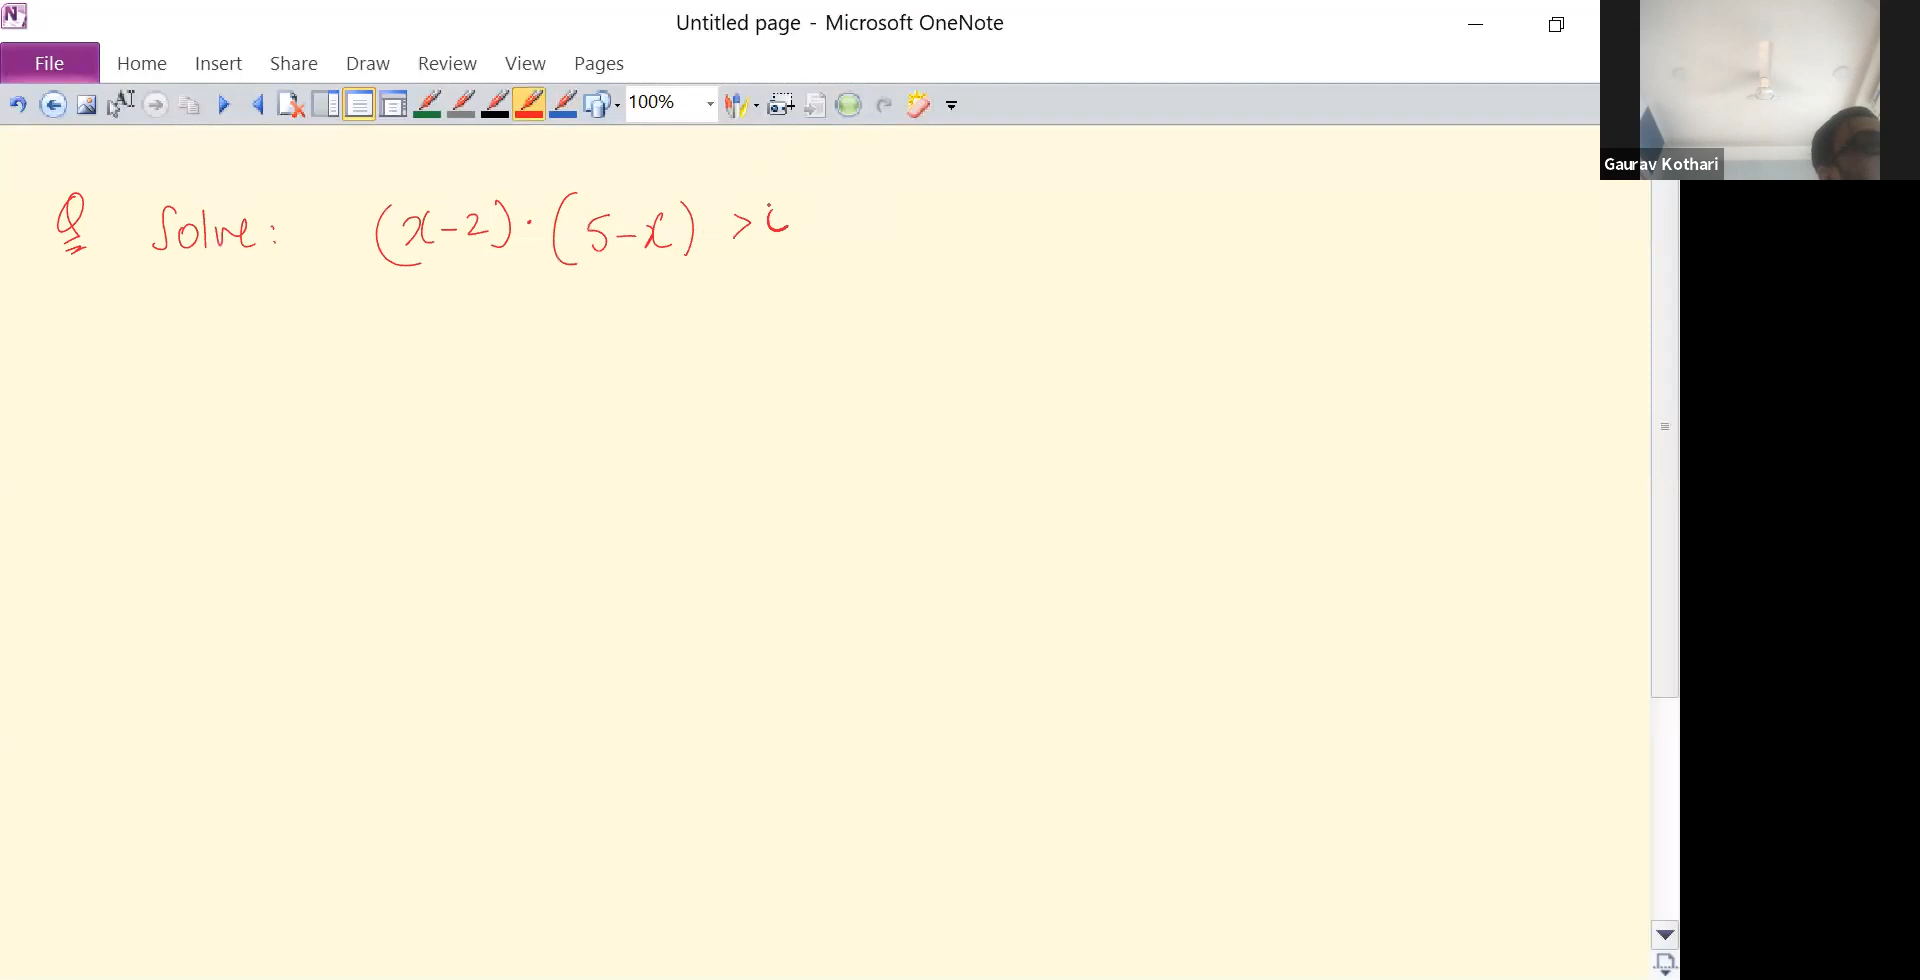 Untitled page - Microsoft OneNote
File Home Insert Share Draw Review View Pages
100%
Gaurav Kothari
Q Solve: (x-2)·(5-x) >